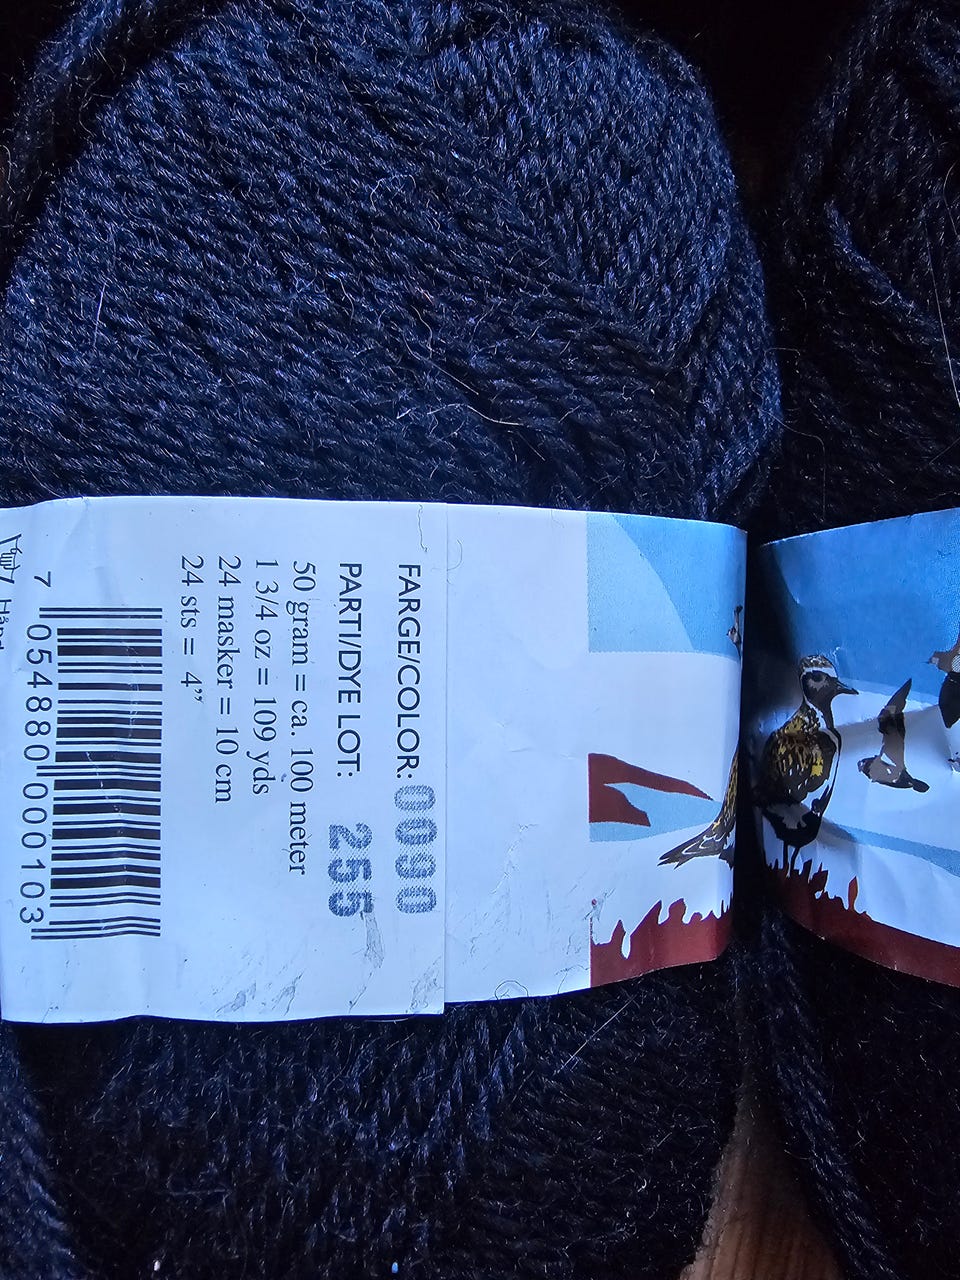 FARGE/COLOR: 0090
PARTI/DYE LOT: 255
50 gram = ca. 100 meter
1 3/4 oz = 109 yds
24 masker = 10 cm
24 sts = 4”
7 054880 000103